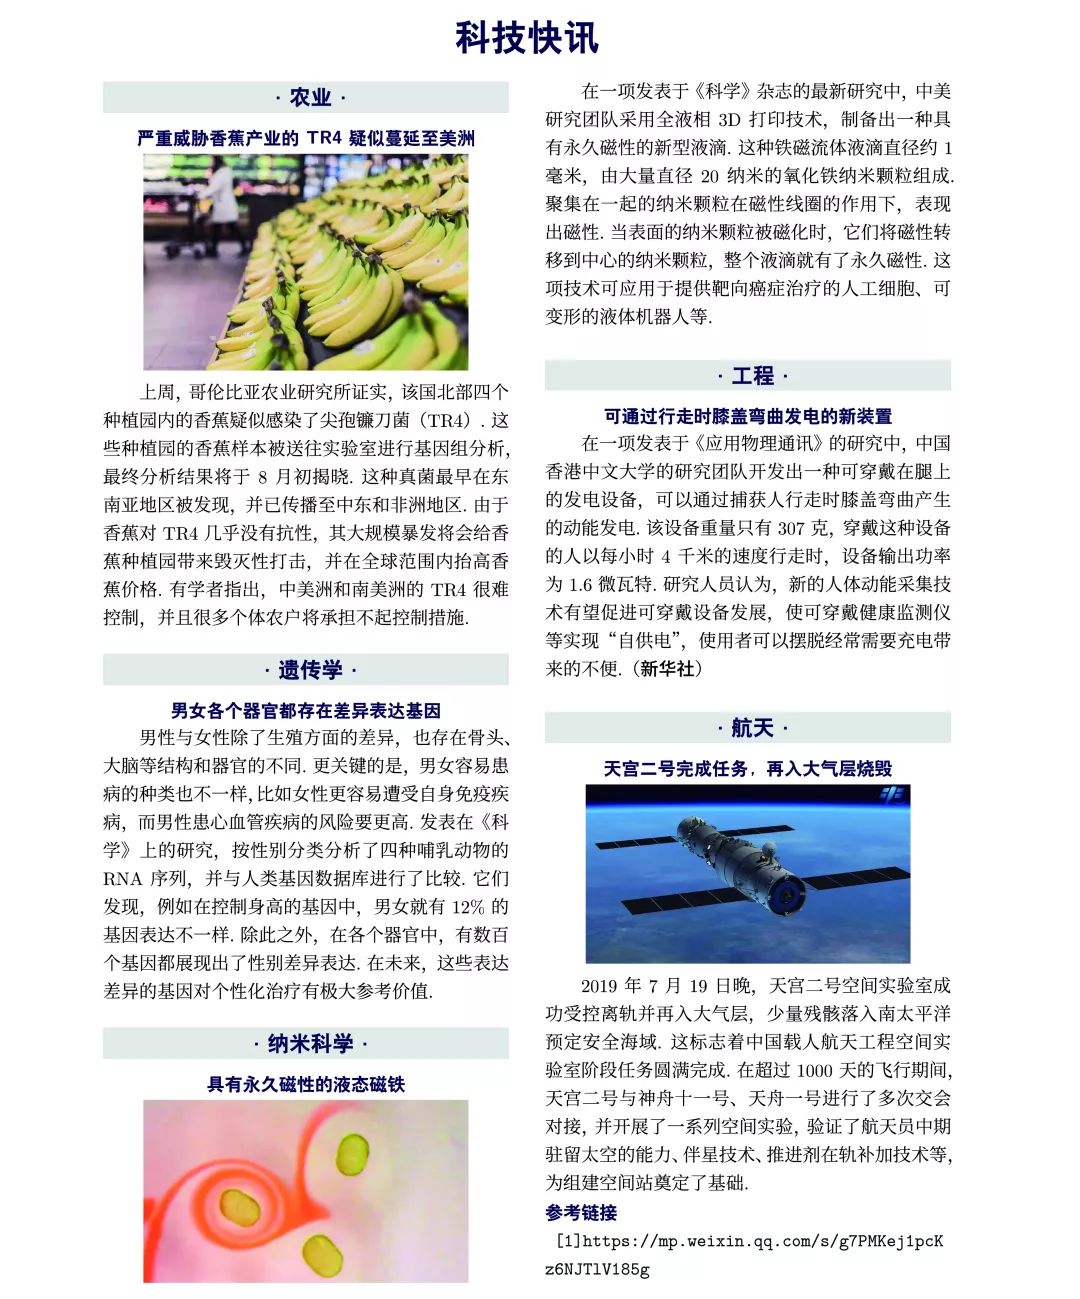 科技快讯
· 农业 ·
严重威胁香蕉产业的 TR4 疑似蔓延至美洲
上周, 哥伦比亚农业研究所证实, 该国北部四个
种植园内的香蕉疑似感染了尖孢镰刀菌（TR4）. 这
些种植园的香蕉样本被送往实验室进行基因组分析,
最终分析结果将于 8 月初揭晓. 这种真菌最早在东
南亚地区被发现, 并已传播至中东和非洲地区. 由于
香蕉对 TR4 几乎没有抗性, 其大规模暴发将会给香
蕉种植园带来毁灭性打击, 并在全球范围内抬高香
蕉价格. 有学者指出, 中美洲和南美洲的 TR4 很难
控制, 并且很多个体农户将承担不起控制措施.
· 遗传学 ·
男女各个器官都存在差异表达基因
男性与女性除了生殖方面的差异, 也存在骨头、
大脑等结构和器官的不同. 更关键的是, 男女容易患
病的种类也不一样, 比如女性更容易遭受自身免疫疾
病, 而男性患心血管疾病的风险要更高. 发表在《科
学》上的研究, 按性别分类分析了四种哺乳动物的
RNA 序列, 并与人类基因数据库进行了比较. 它们
发现, 例如在控制身高的基因中, 男女就有 12% 的
基因表达不一样. 除此之外, 在各个器官中, 有数百
个基因都展现出了性别差异表达. 在未来, 这些表达
差异的基因对个性化治疗有极大参考价值.
· 纳米科学 ·
具有永久磁性的液态磁铁
在一项发表于《科学》杂志的最新研究中, 中美
研究团队采用全液相 3D 打印技术, 制备出一种具
有永久磁性的新型液滴. 这种铁磁流体液滴直径约 1
毫米, 由大量直径 20 纳米的氧化铁纳米颗粒组成.
聚集在一起的纳米颗粒在磁性线圈的作用下, 表现
出磁性. 当表面的纳米颗粒被磁化时, 它们将磁性转
移到中心的纳米颗粒, 整个液滴就有了永久磁性. 这
项技术可应用于提供靶向癌症治疗的人工细胞、可
变形的液体机器人等.
· 工程 ·
可通过行走时膝盖弯曲发电的新装置
在一项发表于《应用物理通讯》的研究中, 中国
香港中文大学的研究团队开发出一种可穿戴在腿上
的发电设备, 可以通过捕获人行走时膝盖弯曲产生
的动能发电. 该设备重量只有 307 克, 穿戴这种设备
的人以每小时 4 千米的速度行走时, 设备输出功率
为 1.6 微瓦特. 研究人员认为, 新的人体动能采集技
术有望促进可穿戴设备发展, 使可穿戴健康监测仪
等实现“自供电”, 使用者可以摆脱经常需要充电带
来的不便.（新华社）
· 航天 ·
天宫二号完成任务，再入大气层烧毁
2019 年 7 月 19 日晚, 天宫二号空间实验室成
功受控离轨并再入大气层, 少量残骸落入南太平洋
预定安全海域. 这标志着中国载人航天工程空间实
验室阶段任务圆满完成. 在超过 1000 天的飞行期间,
天宫二号与神舟十一号、天舟一号进行了多次交会
对接, 并开展了一系列空间实验, 验证了航天员中期
驻留太空的能力、伴星技术、推进剂在轨补加技术等,
为组建空间站奠定了基础.
参考链接
[1]https://mp.weixin.qq.com/s/g7PMKej1pcK
z6NJTlV185g